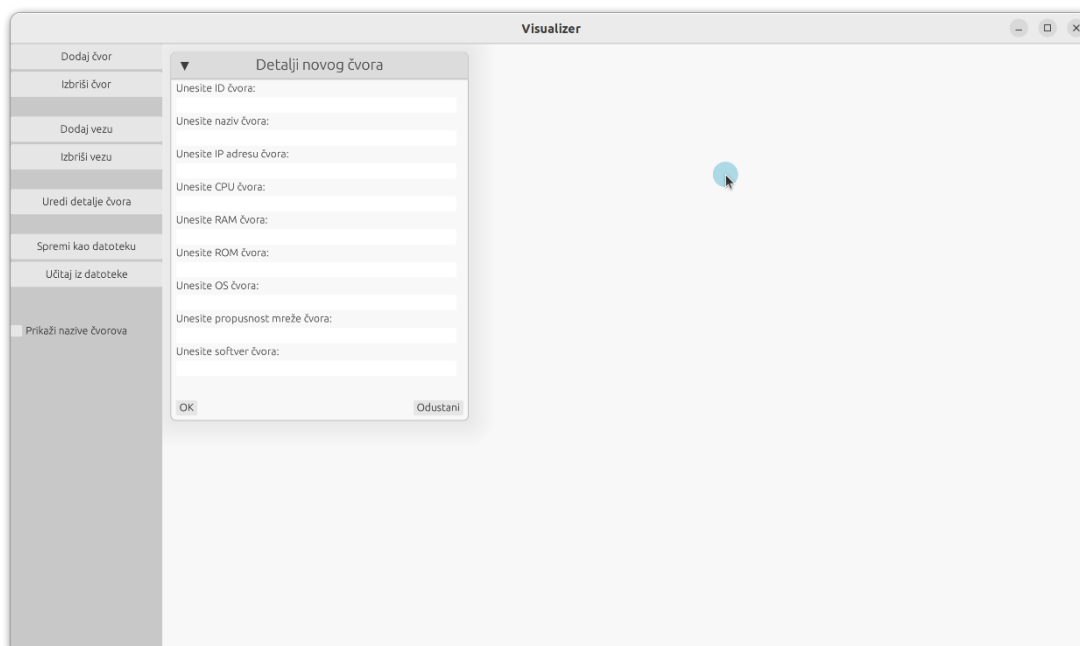 Visualizer
Dodaj čvor
Izbriši čvor
Dodaj vezu
Izbriši vezu
Uredi detalje čvora
Spremi kao datoteku
Učitaj iz datoteke
Prikaži nazive čvorova
Detalji novog čvora
Unesite ID čvora:
Unesite naziv čvora:
Unesite IP adresu čvora:
Unesite CPU čvora:
Unesite RAM čvora:
Unesite ROM čvora:
Unesite OS čvora:
Unesite propusnost mreže čvora:
Unesite softver čvora:
OK
Odustani